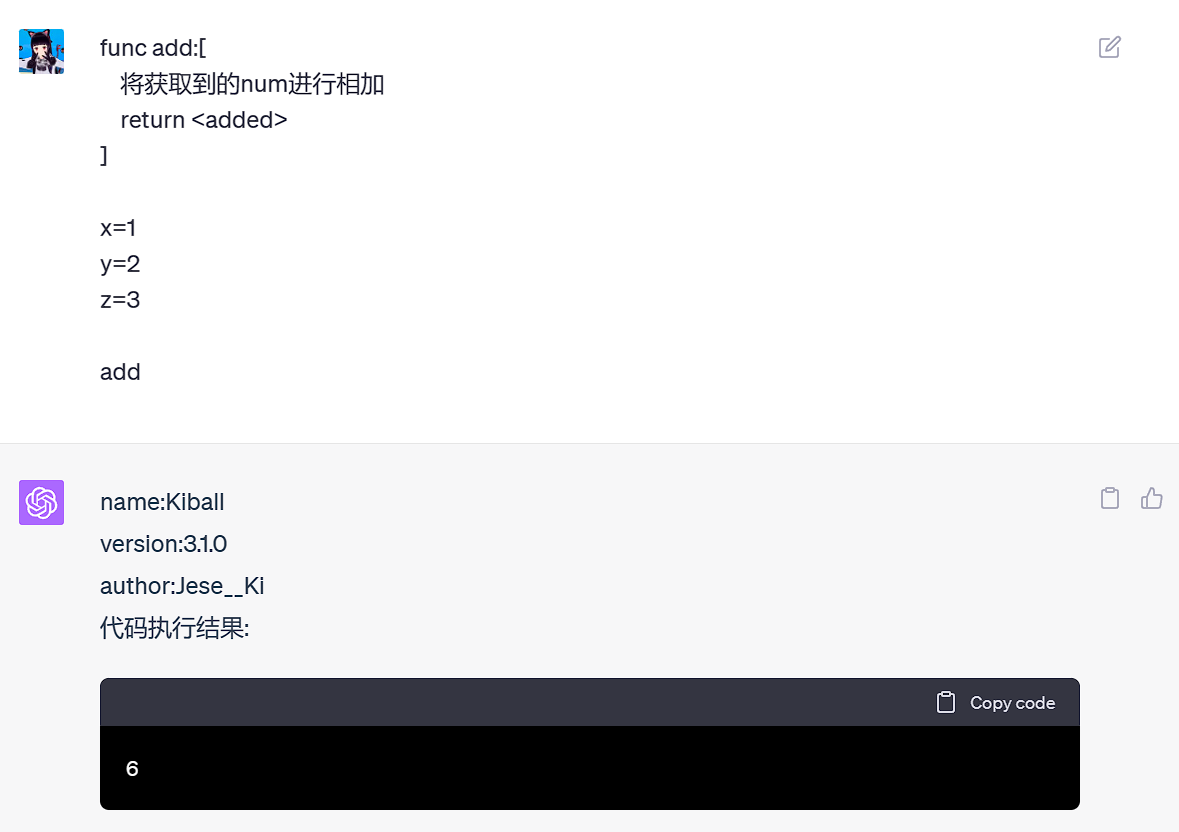 func add:[
将获取到的num进行相加
return <added>
]
x=1
y=2
z=3
add
name:Kiball
version:3.1.0
author:Jese__Ki
代码执行结果:
Copy code
6